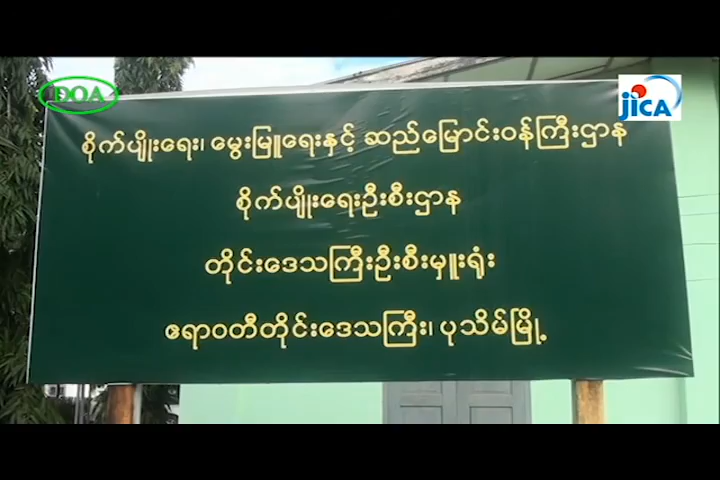 DOA
jICA
စိုက်ပျိုးရေး၊ မွေးမြူရေးနှင့် ဆည်မြောင်းဝန်ကြီးဌာန
စိုက်ပျိုးရေးဦးစီးဌာန
တိုင်းဒေသကြီးဦးစီးမှူးရုံး
ဧရာဝတီတိုင်းဒေသကြီး၊ ပုသိမ်မြို့